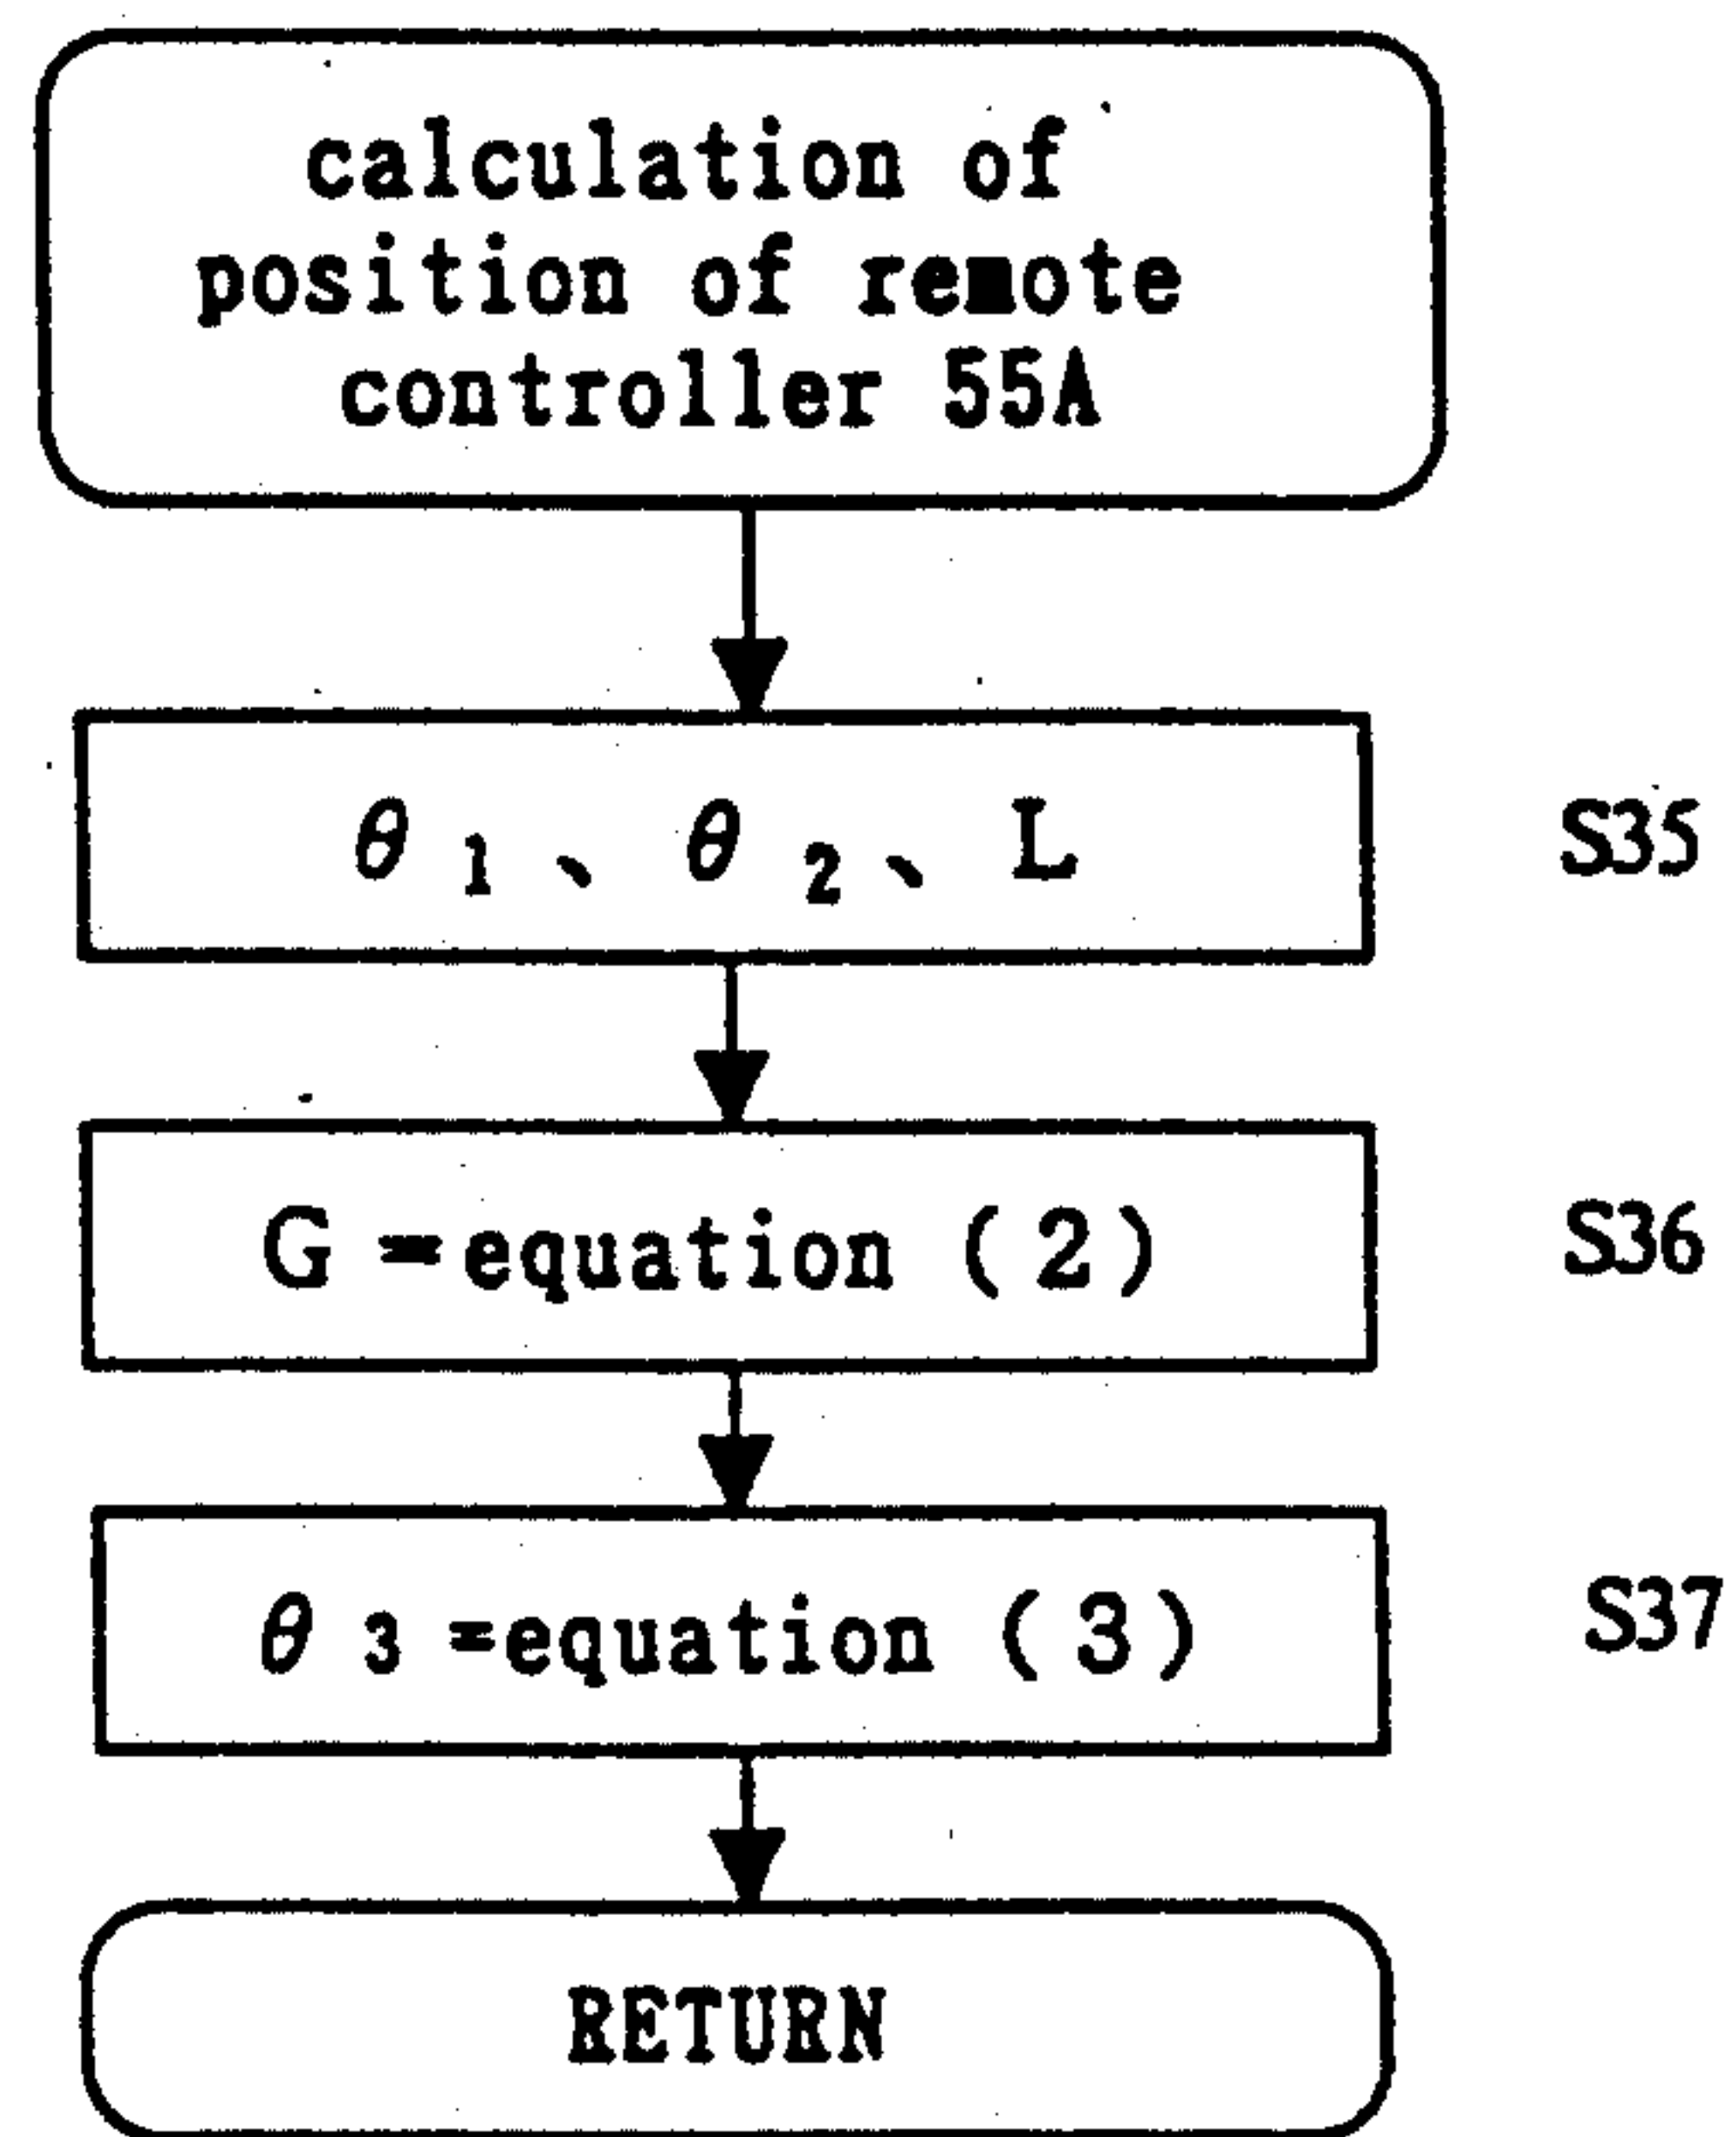 calculation of
position of remote
controller 55A
θ 1、θ 2、L
S35
G =equation (2)
S36
θ 3 =equation (3)
S37
RETURN